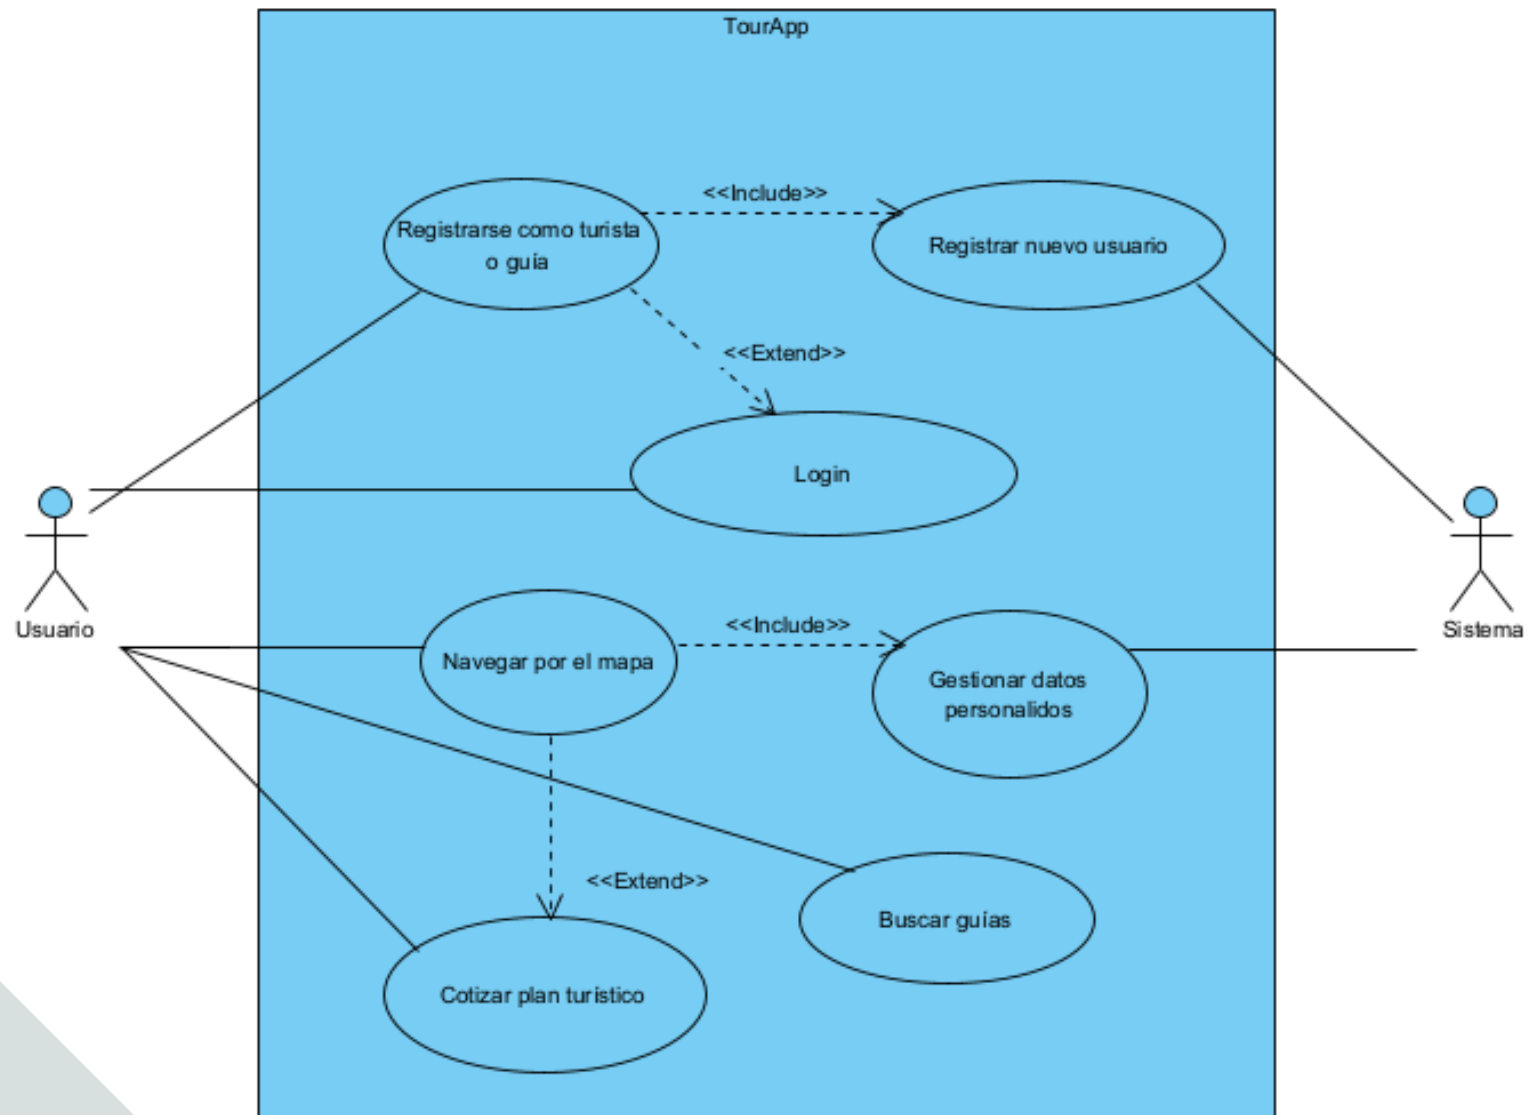 TourApp
<<Include>>
Registrarse como turista
o guía
Registrar nuevo usuario
<<Extend>>
Login
Usuario
Sistema
<<Include>>
Navegar por el mapa
Gestionar datos
personalidos
<<Extend>>
Buscar guías
Cotizar plan turístico